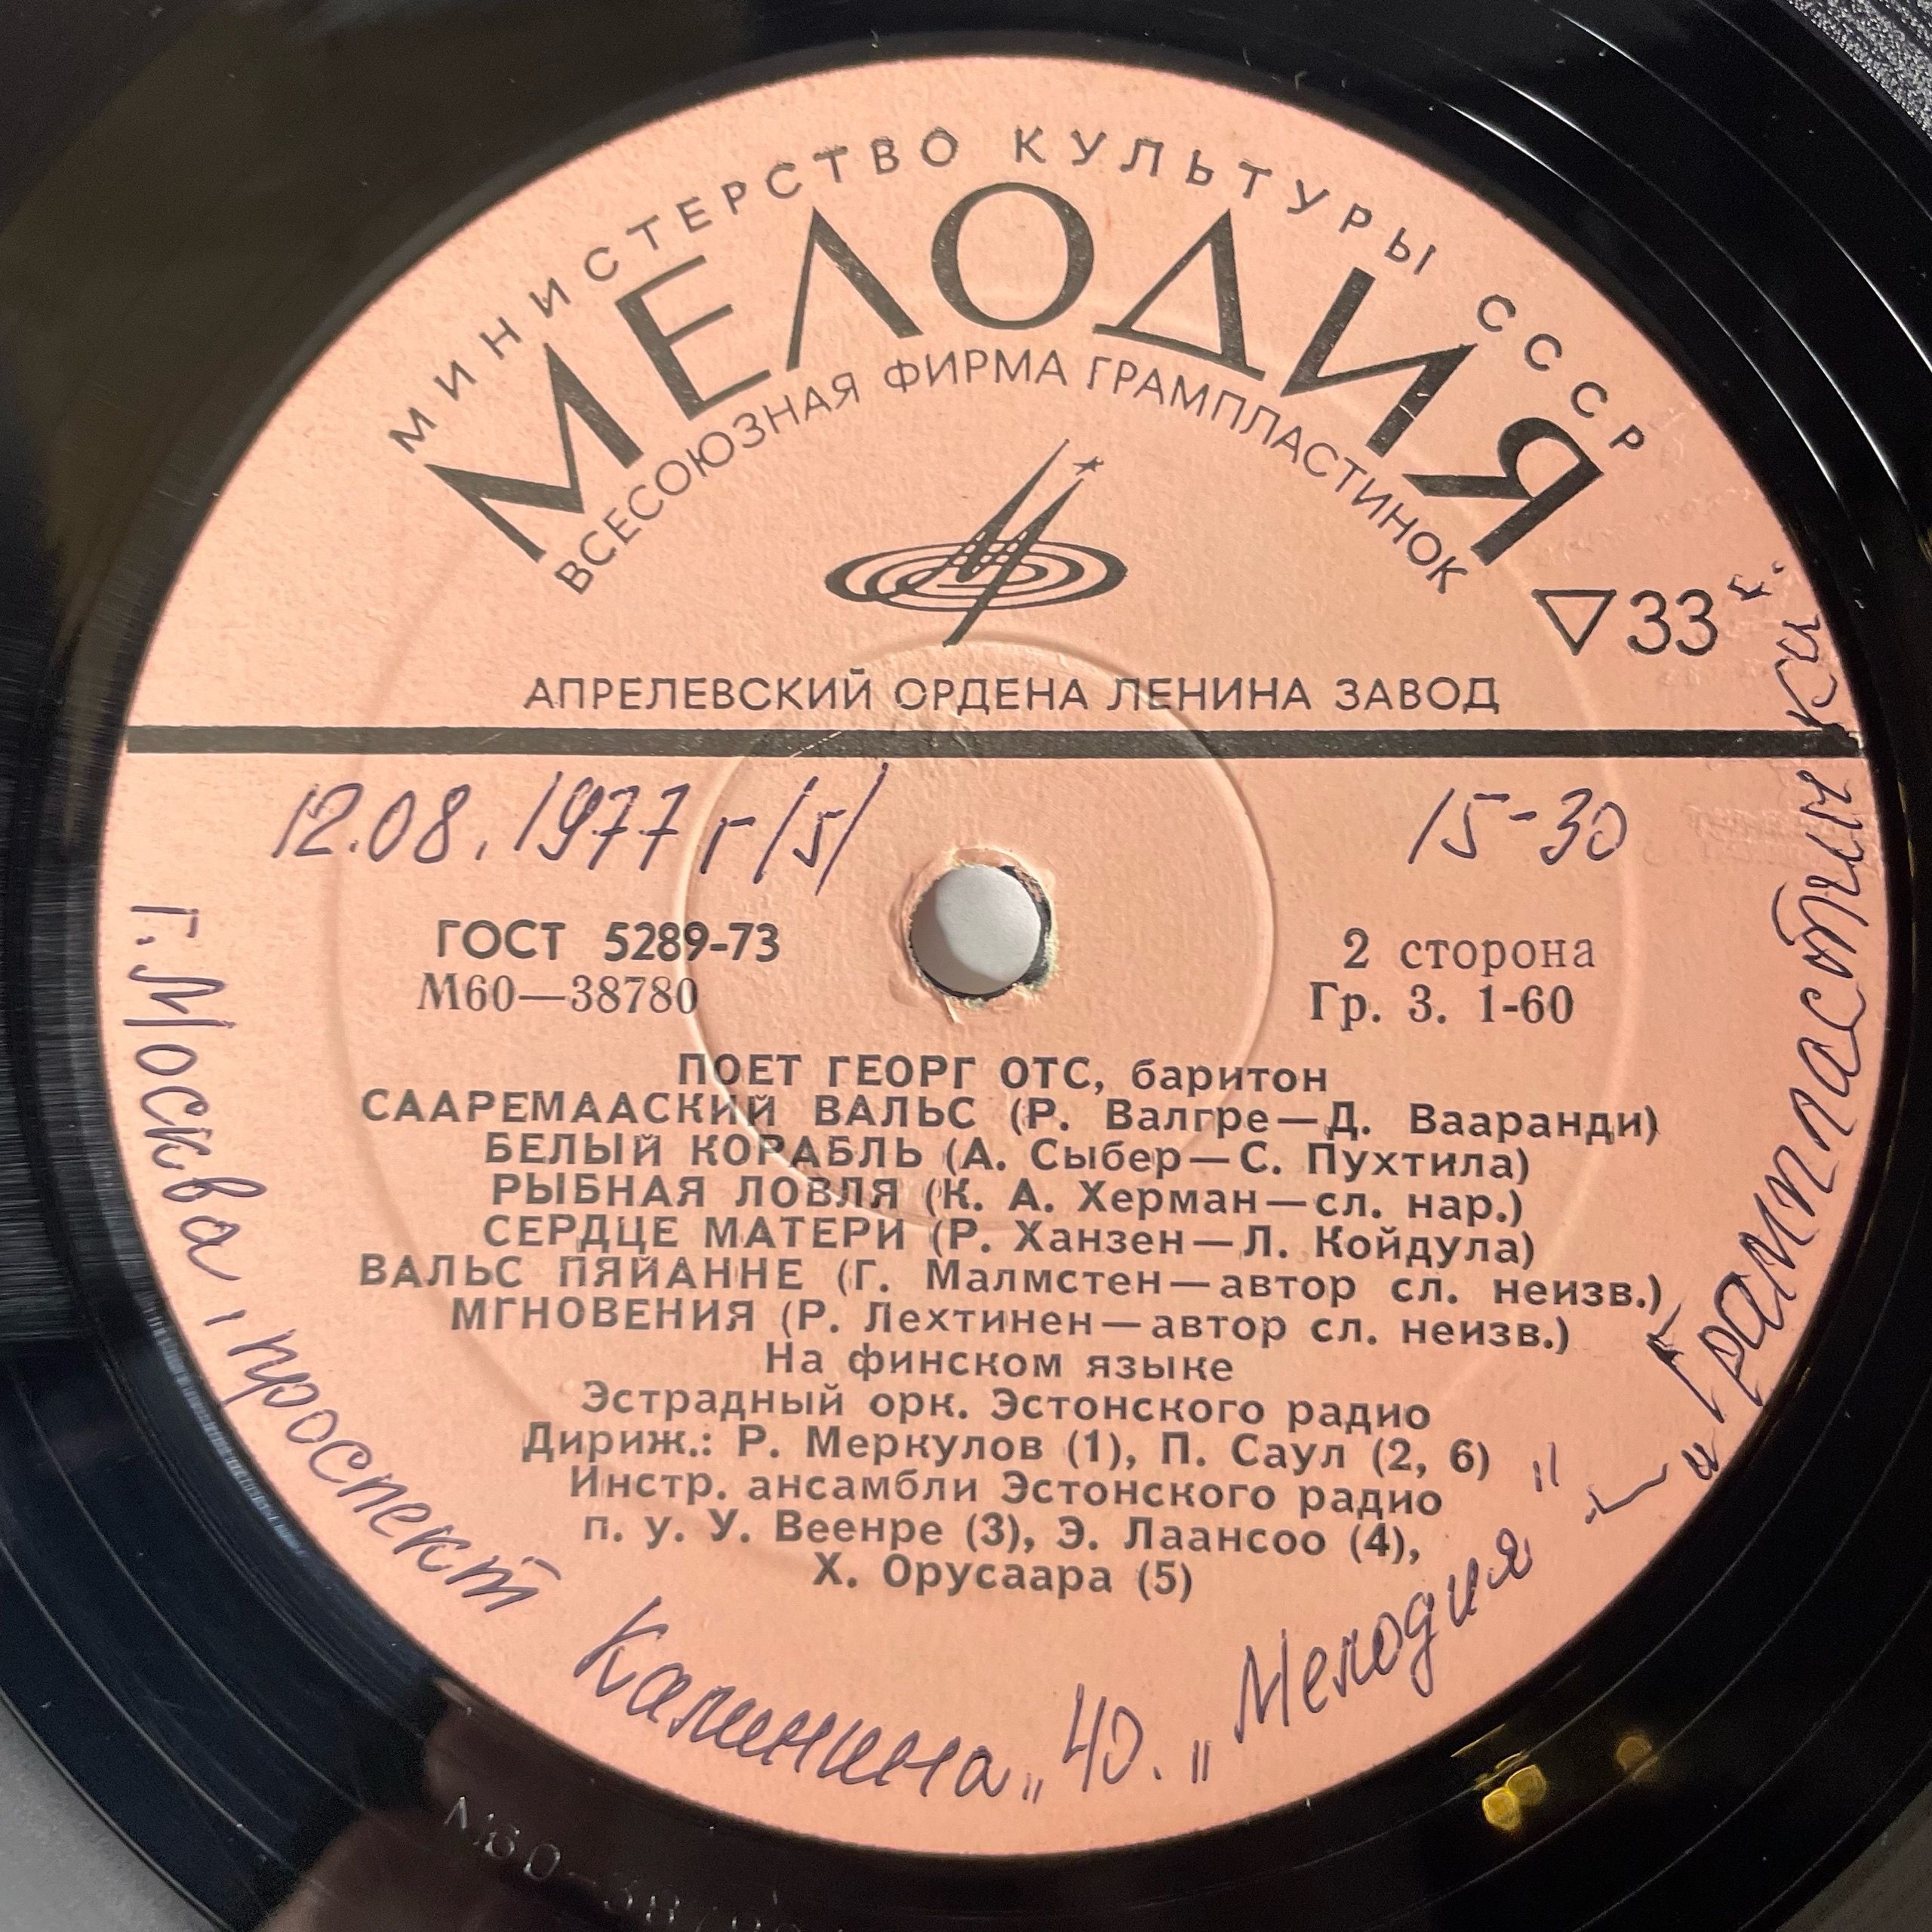 МИНИСТЕРСТВО КУЛЬТУРЫ СССР
МЕЛОДИЯ
ВСЕСОЮЗНАЯ ФИРМА ГРАМПЛАСТИНОК
33
АПРЕЛЕВСКИЙ ОРДЕНА ЛЕНИНА ЗАВОД
12.08.1977 г /5/
15-30
ГОСТ 5289-73
М60—38780
2 сторона
Гр. 3. 1-60
ПОЕТ ГЕОРГ ОТС, баритон
СААРЕМААСКИЙ ВАЛЬС (Р. Валгре—Д. Вааранди)
БЕЛЫЙ КОРАБЛЬ (А. Сыбер—С. Пухтила)
РЫБНАЯ ЛОВЛЯ (К. А. Херман—сл. нар.)
СЕРДЦЕ МАТЕРИ (Р. Ханзен—Л. Койдула)
ВАЛЬС ПЯЙАННЕ (Г. Малмстен—автор сл. неизв.)
МГНОВЕНИЯ (Р. Лехтинен—автор сл. неизв.)
На финском языке
Эстрадный орк. Эстонского радио
Дириж.: Р. Меркулов (1), П. Саул (2, 6)
Инстр. ансамбли Эстонского радио
п. у. У. Веенре (3), Э. Лаансоо (4),
Х. Орусаара (5)
г. Москва, проспект Калинина„ 40. „Мелодия"
"Грампластинки".